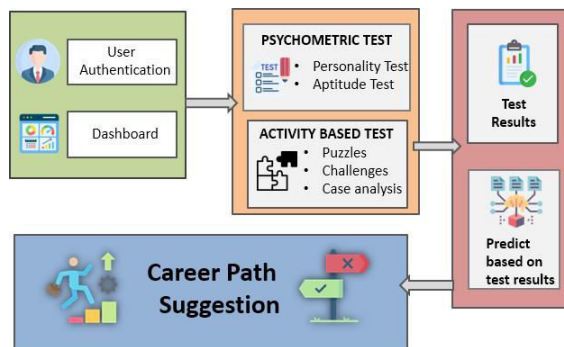 User
Authentication
Dashboard
PSYCHOMETRIC TEST
TEST
• Personality Test
• Aptitude Test
ACTIVITY BASED TEST
• Puzzles
• Challenges
• Case analysis
Test
Results
Predict
based on
test results
Career Path
Suggestion